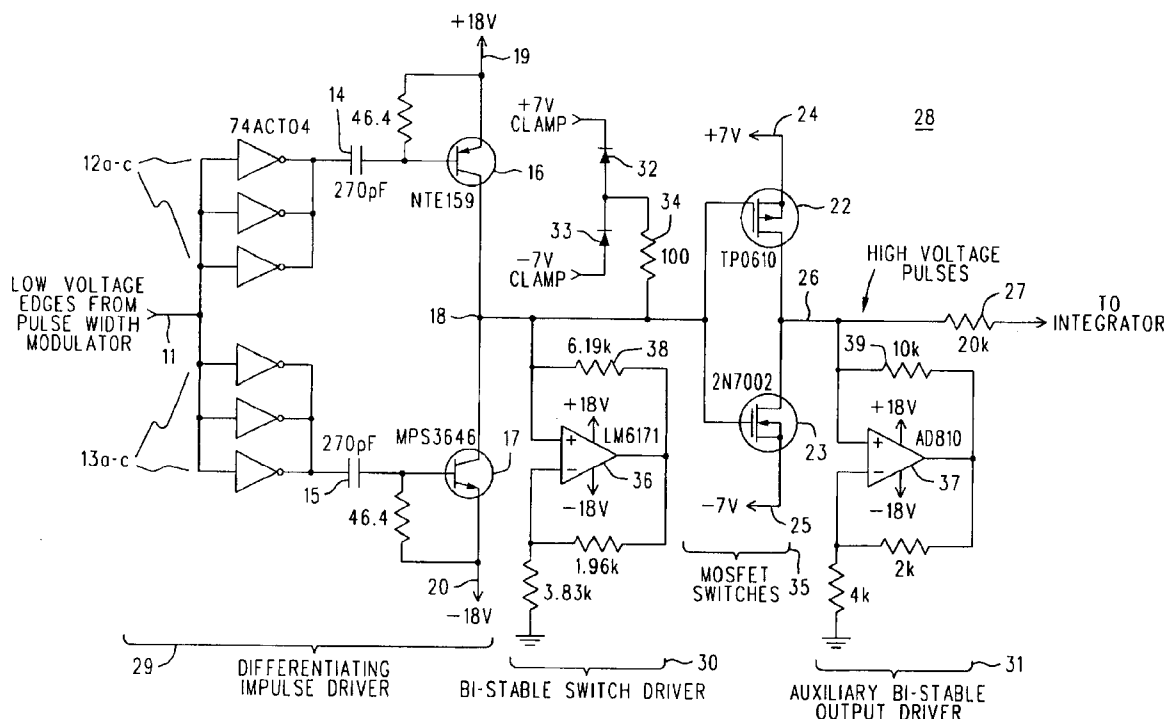 +18V
19
14
46.4
+7V
CLAMP
24
28
74ACT04
+7V
12a-c
32
270pF
16
NTE159
34
22
33
100
-7V
CLAMP
TP0610
HIGH VOLTAGE
PULSES
27
LOW VOLTAGE
EDGES FROM
PULSE WIDTH
MODULATOR
11
18
26
TO
INTEGRATOR
20k
6.19k
38
39
10k
2N7002
270pF
MPS3646
+18V
LM6171
+18V
AD810
13a-c
17
+
-
36
23
+
-
37
15
-18V
-7V
25
-18V
46.4
1.96k
2k
20
3.83k
MOSFET
SWITCHES
35
4k
-18V
29
DIFFERENTIATING
IMPULSE DRIVER
30
BI-STABLE SWITCH DRIVER
31
AUXILIARY BI-STABLE
OUTPUT DRIVER